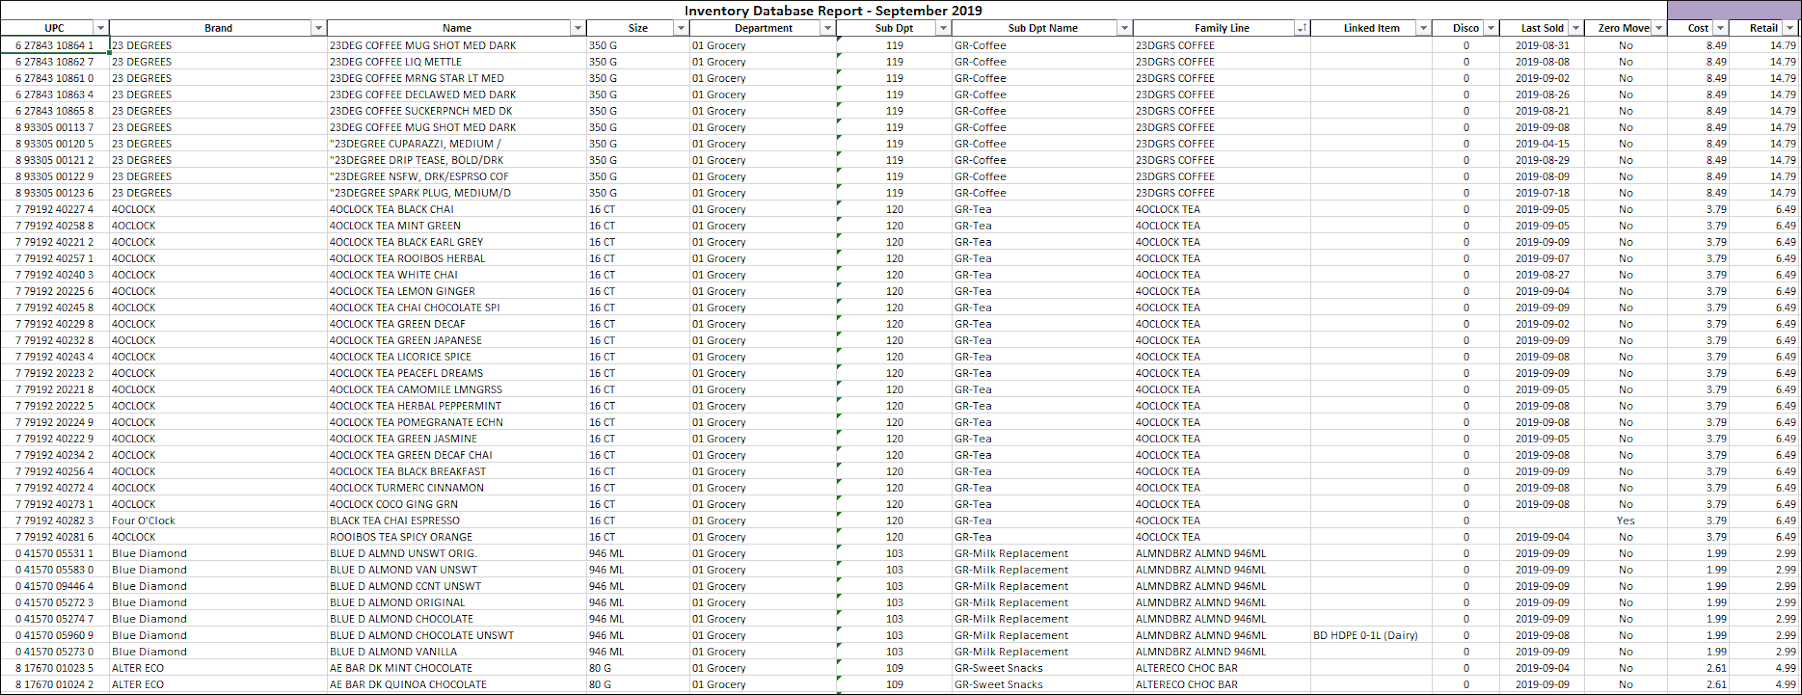 Inventory Database Report - September 2019
UPC Brand Name Size Department Sub Dpt Sub Dpt Name Family Line Linked Item Disco Last Sold Zero Move Cost Retail
6 27843 10864 1 23 DEGREES 23DEG COFFEE MUG SHOT MED DARK 350 G 01 Grocery 119 GR-Coffee 23DGRS COFFEE 0 2019-08-31 No 8.49 14.79
6 27843 10862 7 23 DEGREES 23DEG COFFEE LIQ METTLE 350 G 01 Grocery 119 GR-Coffee 23DGRS COFFEE 0 2019-08-08 No 8.49 14.79
6 27843 10861 0 23 DEGREES 23DEG COFFEE MRNG STAR LT MED 350 G 01 Grocery 119 GR-Coffee 23DGRS COFFEE 0 2019-09-02 No 8.49 14.79
6 27843 10863 4 23 DEGREES 23DEG COFFEE DECLAWED MED DARK 350 G 01 Grocery 119 GR-Coffee 23DGRS COFFEE 0 2019-08-26 No 8.49 14.79
6 27843 10865 8 23 DEGREES 23DEG COFFEE SUCKERPNCH MED DK 350 G 01 Grocery 119 GR-Coffee 23DGRS COFFEE 0 2019-08-21 No 8.49 14.79
8 93305 00113 7 23 DEGREES 23DEG COFFEE MUG SHOT MED DARK 350 G 01 Grocery 119 GR-Coffee 23DGRS COFFEE 0 2019-09-08 No 8.49 14.79
8 93305 00120 5 23 DEGREES "23DEGREE CUPARAZZI, MEDIUM / 350 G 01 Grocery 119 GR-Coffee 23DGRS COFFEE 0 2019-04-15 No 8.49 14.79
8 93305 00121 2 23 DEGREES "23DEGREE DRIP TEASE, BOLD/DRK 350 G 01 Grocery 119 GR-Coffee 23DGRS COFFEE 0 2019-08-29 No 8.49 14.79
8 93305 00122 9 23 DEGREES "23DEGREE NSFW, DRK/ESPRSO COF 350 G 01 Grocery 119 GR-Coffee 23DGRS COFFEE 0 2019-08-09 No 8.49 14.79
8 93305 00123 6 23 DEGREES "23DEGREE SPARK PLUG, MEDIUM/D 350 G 01 Grocery 119 GR-Coffee 23DGRS COFFEE 0 2019-07-18 No 8.49 14.79
7 79192 40227 4 4OCLOCK 4OCLOCK TEA BLACK CHAI 16 CT 01 Grocery 120 GR-Tea 4OCLOCK TEA 0 2019-09-05 No 3.79 6.49
7 79192 40258 8 4OCLOCK 4OCLOCK TEA MINT GREEN 16 CT 01 Grocery 120 GR-Tea 4OCLOCK TEA 0 2019-09-05 No 3.79 6.49
7 79192 40221 2 4OCLOCK 4OCLOCK TEA BLACK EARL GREY 16 CT 01 Grocery 120 GR-Tea 4OCLOCK TEA 0 2019-09-09 No 3.79 6.49
7 79192 40257 1 4OCLOCK 4OCLOCK TEA ROOIBOS HERBAL 16 CT 01 Grocery 120 GR-Tea 4OCLOCK TEA 0 2019-09-07 No 3.79 6.49
7 79192 40240 3 4OCLOCK 4OCLOCK TEA WHITE CHAI 16 CT 01 Grocery 120 GR-Tea 4OCLOCK TEA 0 2019-08-27 No 3.79 6.49
7 79192 20225 6 4OCLOCK 4OCLOCK TEA LEMON GINGER 16 CT 01 Grocery 120 GR-Tea 4OCLOCK TEA 0 2019-09-04 No 3.79 6.49
7 79192 40245 8 4OCLOCK 4OCLOCK TEA CHAI CHOCOLATE SPI 16 CT 01 Grocery 120 GR-Tea 4OCLOCK TEA 0 2019-09-09 No 3.79 6.49
7 79192 40229 8 4OCLOCK 4OCLOCK TEA GREEN DECAF 16 CT 01 Grocery 120 GR-Tea 4OCLOCK TEA 0 2019-09-02 No 3.79 6.49
7 79192 40232 8 4OCLOCK 4OCLOCK TEA GREEN JAPANESE 16 CT 01 Grocery 120 GR-Tea 4OCLOCK TEA 0 2019-09-09 No 3.79 6.49
7 79192 40243 4 4OCLOCK 4OCLOCK TEA LICORICE SPICE 16 CT 01 Grocery 120 GR-Tea 4OCLOCK TEA 0 2019-09-08 No 3.79 6.49
7 79192 20223 2 4OCLOCK 4OCLOCK TEA PEACEFL DREAMS 16 CT 01 Grocery 120 GR-Tea 4OCLOCK TEA 0 2019-09-09 No 3.79 6.49
7 79192 20221 8 4OCLOCK 4OCLOCK TEA CAMOMILE LMNGRSS 16 CT 01 Grocery 120 GR-Tea 4OCLOCK TEA 0 2019-09-05 No 3.79 6.49
7 79192 20222 5 4OCLOCK 4OCLOCK TEA HERBAL PEPPERMINT 16 CT 01 Grocery 120 GR-Tea 4OCLOCK TEA 0 2019-09-08 No 3.79 6.49
7 79192 20224 9 4OCLOCK 4OCLOCK TEA POMEGRANATE ECHN 16 CT 01 Grocery 120 GR-Tea 4OCLOCK TEA 0 2019-09-08 No 3.79 6.49
7 79192 40222 9 4OCLOCK 4OCLOCK TEA GREEN JASMINE 16 CT 01 Grocery 120 GR-Tea 4OCLOCK TEA 0 2019-09-05 No 3.79 6.49
7 79192 40234 2 4OCLOCK 4OCLOCK TEA GREEN DECAF CHAI 16 CT 01 Grocery 120 GR-Tea 4OCLOCK TEA 0 2019-09-08 No 3.79 6.49
7 79192 40256 4 4OCLOCK 4OCLOCK TEA BLACK BREAKFAST 16 CT 01 Grocery 120 GR-Tea 4OCLOCK TEA 0 2019-09-09 No 3.79 6.49
7 79192 40272 4 4OCLOCK 4OCLOCK TURMERC CINNAMON 16 CT 01 Grocery 120 GR-Tea 4OCLOCK TEA 0 2019-09-08 No 3.79 6.49
7 79192 40273 1 4OCLOCK 4OCLOCK COCO GING GRN 16 CT 01 Grocery 120 GR-Tea 4OCLOCK TEA 0 2019-09-08 No 3.79 6.49
7 79192 40282 3 Four O'Clock BLACK TEA CHAI ESPRESSO 16 CT 01 Grocery 120 GR-Tea 4OCLOCK TEA 0 Yes 3.79 6.49
7 79192 40281 6 4OCLOCK ROOIBOS TEA SPICY ORANGE 16 CT 01 Grocery 120 GR-Tea 4OCLOCK TEA 0 2019-09-04 No 3.79 6.49
0 41570 05531 1 Blue Diamond BLUE D ALMND UNSWT ORIG. 946 ML 01 Grocery 103 GR-Milk Replacement ALMNDBRZ ALMND 946ML 0 2019-09-09 No 1.99 2.99
0 41570 05583 0 Blue Diamond BLUE D ALMOND VAN UNSWT 946 ML 01 Grocery 103 GR-Milk Replacement ALMNDBRZ ALMND 946ML 0 2019-09-09 No 1.99 2.99
0 41570 09446 4 Blue Diamond BLUE D ALMOND CCNT UNSWT 946 ML 01 Grocery 103 GR-Milk Replacement ALMNDBRZ ALMND 946ML 0 2019-09-09 No 1.99 2.99
0 41570 05272 3 Blue Diamond BLUE D ALMOND ORIGINAL 946 ML 01 Grocery 103 GR-Milk Replacement ALMNDBRZ ALMND 946ML 0 2019-09-09 No 1.99 2.99
0 41570 05274 7 Blue Diamond BLUE D ALMOND CHOCOLATE 946 ML 01 Grocery 103 GR-Milk Replacement ALMNDBRZ ALMND 946ML 0 2019-09-09 No 1.99 2.99
0 41570 05960 9 Blue Diamond BLUE D ALMOND CHOCOLATE UNSWT 946 ML 01 Grocery 103 GR-Milk Replacement ALMNDBRZ ALMND 946ML BD HDPE 0-1L (Dairy) 0 2019-09-08 No 1.99 2.99
0 41570 05273 0 Blue Diamond BLUE D ALMOND VANILLA 946 ML 01 Grocery 103 GR-Milk Replacement ALMNDBRZ ALMND 946ML 0 2019-09-09 No 1.99 2.99
8 17670 01023 5 ALTER ECO AE BAR DK MINT CHOCOLATE 80 G 01 Grocery 109 GR-Sweet Snacks ALTERECO CHOC BAR 0 2019-09-04 No 2.61 4.99
8 17670 01024 2 ALTER ECO AE BAR DK QUINOA CHOCOLATE 80 G 01 Grocery 109 GR-Sweet Snacks ALTERECO CHOC BAR 0 2019-09-09 No 2.61 4.99